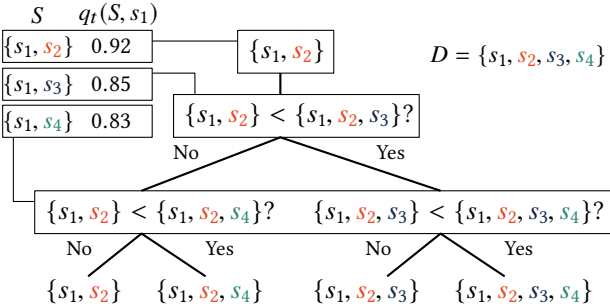 S q_t(S, s_1)
{s_1, s_2} 0.92
{s_1, s_3} 0.85
{s_1, s_4} 0.83
{s_1, s_2}
D = {s_1, s_2, s_3, s_4}
{s_1, s_2} < {s_1, s_2, s_3}?
No Yes
{s_1, s_2} < {s_1, s_2, s_4}? {s_1, s_2, s_3} < {s_1, s_2, s_3, s_4}?
No Yes No Yes
{s_1, s_2} {s_1, s_2, s_4} {s_1, s_2, s_3} {s_1, s_2, s_3, s_4}